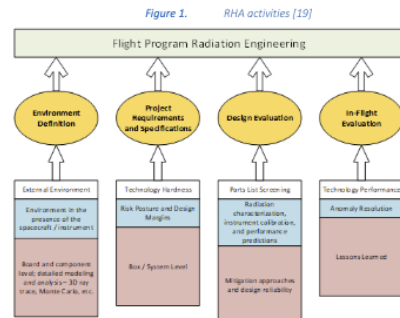 Figure 1. RHA activities [19]
Flight Program Radiation Engineering
Environment
Definition
Project
Requirements
and Specifications
Design Evaluation
In-Flight
Evaluation
External Environment
Environment in the
presence of the
spacecraft / instrument
Board and component
level; detailed modeling
and analysis – 3D ray
trace, Monte Carlo, etc.
Technology Hardness
Risk Posture and Design
Margins
Box / System Level
Parts List Screening
Radiation
characterization,
instrument calibration,
and performance
predictions
Mitigation approaches
and design reliability
Technology Performance
Anomaly Resolution
Lessons Learned